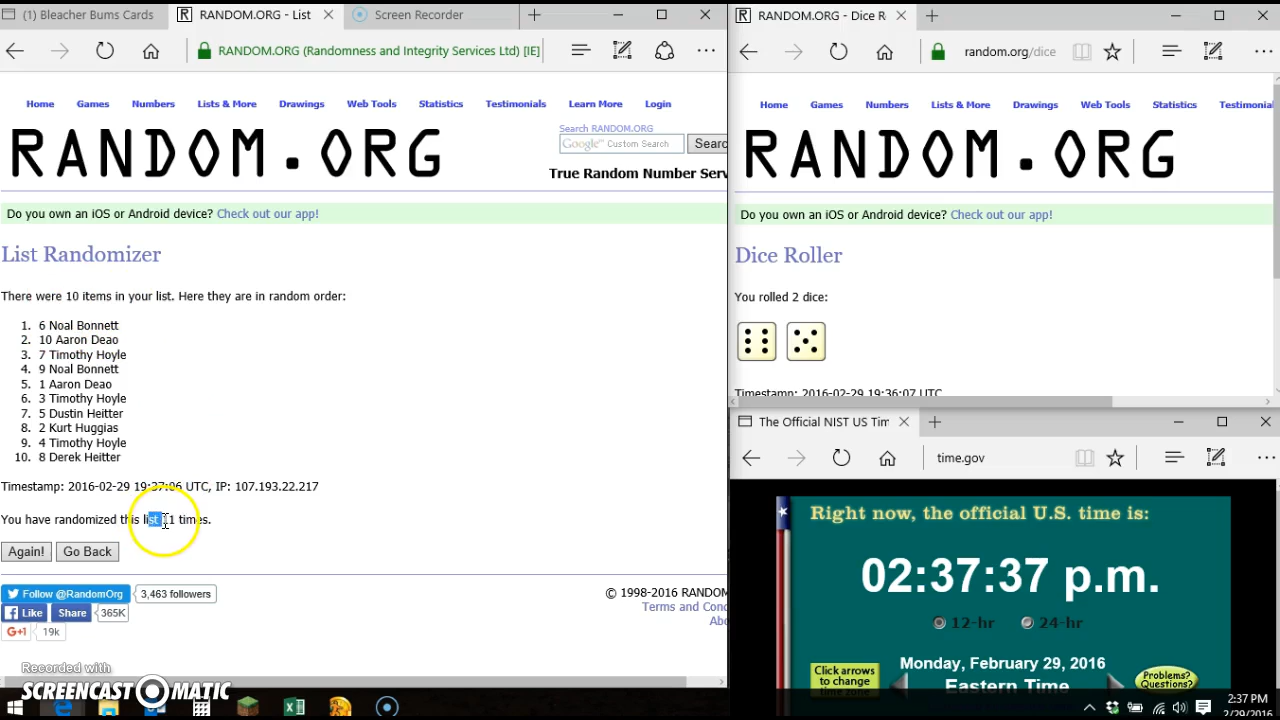 (1) Bleacher Bums Cards
RANDOM.ORG - List
Screen Recorder
RANDOM.ORG (Randomness and Integrity Services Ltd) [IE]
Home Games Numbers Lists & More Drawings Web Tools Statistics Testimonials Learn More Login
RANDOM.ORG
Search RANDOM.ORG
Google™ Custom Search
Searc
True Random Number Serv
Do you own an iOS or Android device? Check out our app!
List Randomizer
There were 10 items in your list. Here they are in random order:
1. 6 Noal Bonnett
2. 10 Aaron Deao
3. 7 Timothy Hoyle
4. 9 Noal Bonnett
5. 1 Aaron Deao
6. 3 Timothy Hoyle
7. 5 Dustin Heitter
8. 2 Kurt Huggias
9. 4 Timothy Hoyle
10. 8 Derek Heitter
Timestamp: 2016-02-29 19:37:06 UTC, IP: 107.193.22.217
You have randomized this list 11 times.
Again! Go Back
Follow @RandomOrg 3,463 followers
Like Share 365K
G+1 19k
© 1998-2016 RANDOM
Terms and Cond
Abo
Recorded with
SCREENCAST MATIC
RANDOM.ORG - Dice R
random.org/dice
Home Games Numbers Lists & More Drawings Web Tools Statistics Testimonia
RANDOM.ORG
Do you own an iOS or Android device? Check out our app!
Dice Roller
You rolled 2 dice:
Timestamp: 2016-02-29 19:36:07 UTC
The Official NIST US Tim
time.gov
Right now, the official U.S. time is:
02:37:37 p.m.
12-hr 24-hr
Monday, February 29, 2016
Eastern Time
Click arrows
to change
time zone
Problems?
Questions?
2:37 PM
2/29/2016